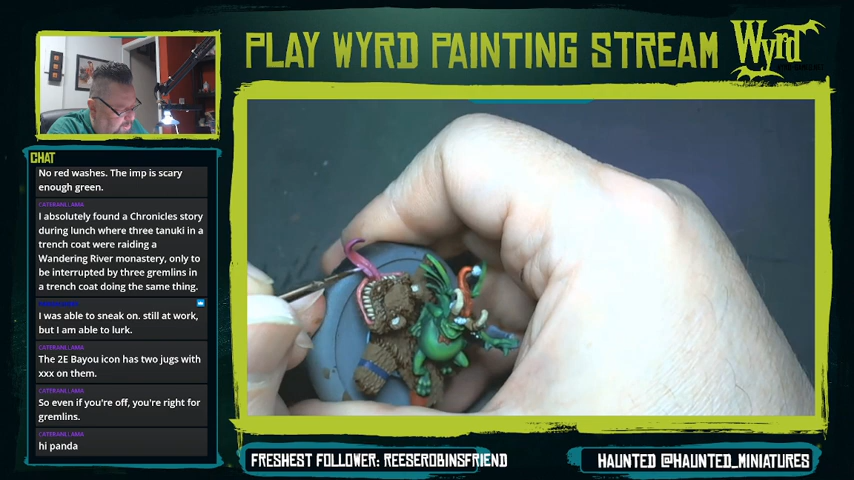 PLAY WYRD PAINTING STREAM
Wyrd
CHAT
No red washes. The imp is scary
enough green.
CATERANLLAMA
I absolutely found a Chronicles story
during lunch where three tanuki in a
trench coat were raiding a
Wandering River monastery, only to
be interrupted by three gremlins in
a trench coat doing the same thing.
I was able to sneak on. still at work,
but I am able to lurk.
CATERANLLAMA
The 2E Bayou icon has two jugs with
xxx on them.
CATERANLLAMA
So even if you're off, you're right for
gremlins.
CATERANLLAMA
hi panda
FRESHEST FOLLOWER: REESEROBINSFRIEND
HAUNTED @HAUNTED_MINIATURES